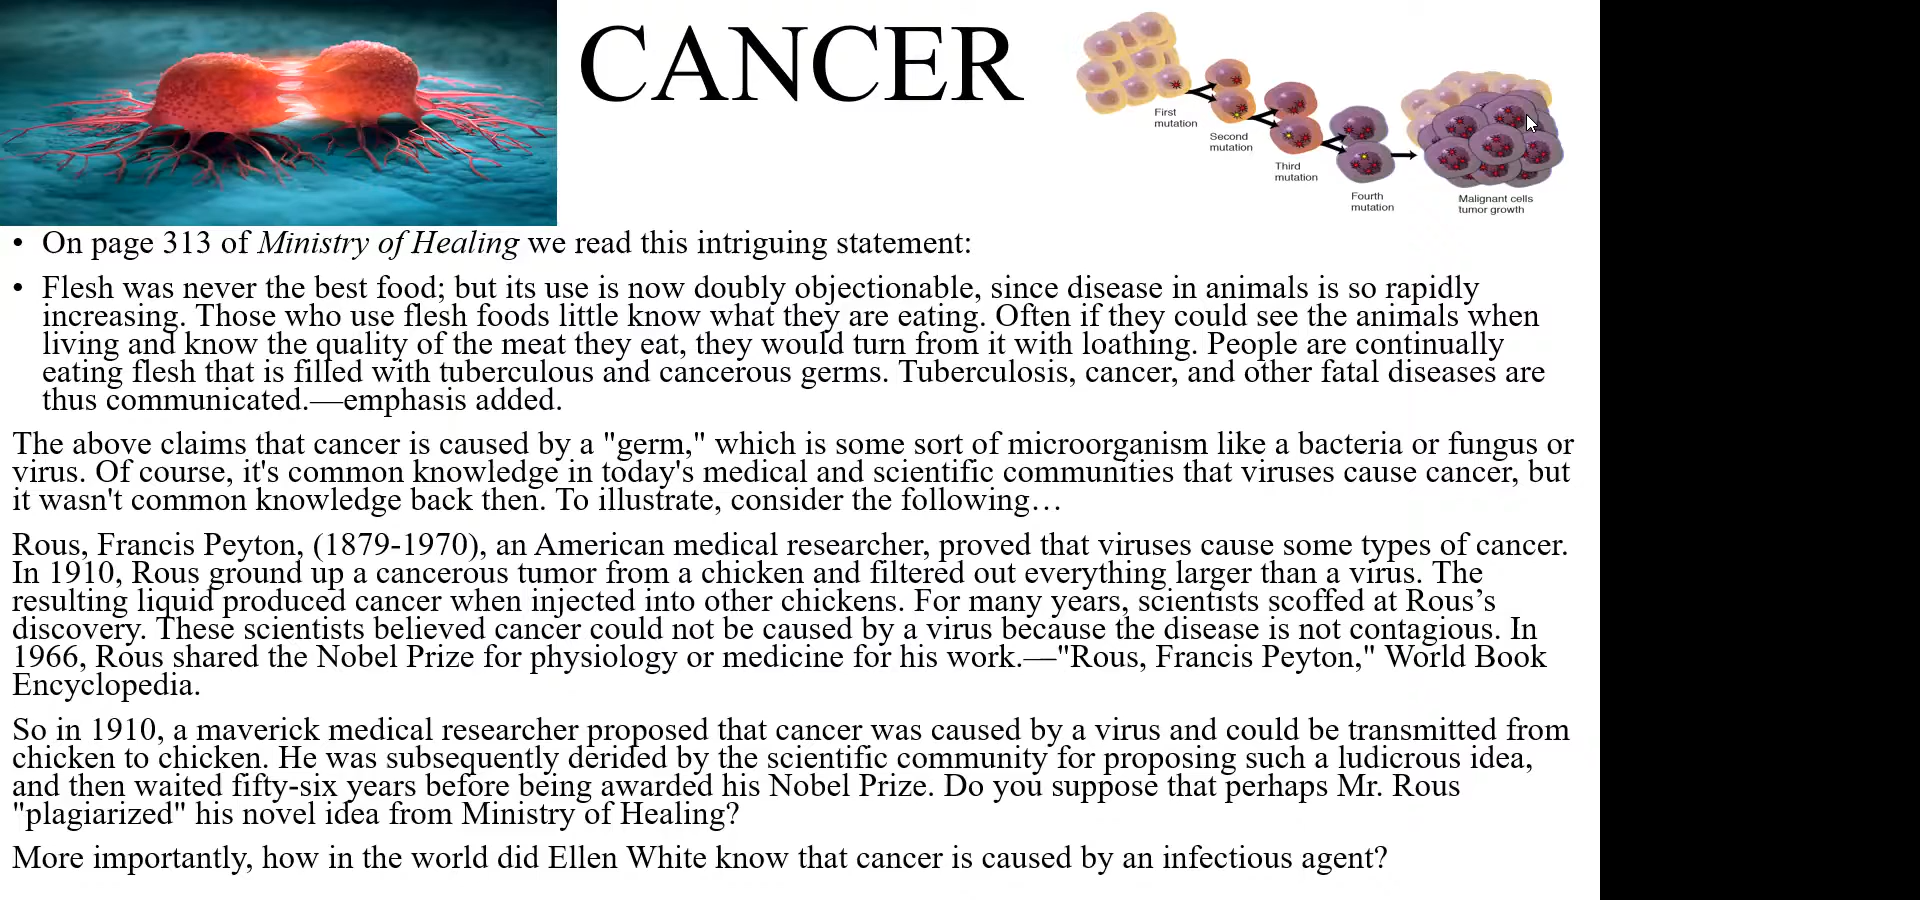 CANCER
First
mutation
Second
mutation
Third
mutation
Fourth
mutation
Malignant cells
tumor growth
• On page 313 of Ministry of Healing we read this intriguing statement:
• Flesh was never the best food; but its use is now doubly objectionable, since disease in animals is so rapidly
increasing. Those who use flesh foods little know what they are eating. Often if they could see the animals when
living and know the quality of the meat they eat, they would turn from it with loathing. People are continually
eating flesh that is filled with tuberculous and cancerous germs. Tuberculosis, cancer, and other fatal diseases are
thus communicated.—emphasis added.
The above claims that cancer is caused by a "germ," which is some sort of microorganism like a bacteria or fungus or
virus. Of course, it's common knowledge in today's medical and scientific communities that viruses cause cancer, but
it wasn't common knowledge back then. To illustrate, consider the following…
Rous, Francis Peyton, (1879-1970), an American medical researcher, proved that viruses cause some types of cancer.
In 1910, Rous ground up a cancerous tumor from a chicken and filtered out everything larger than a virus. The
resulting liquid produced cancer when injected into other chickens. For many years, scientists scoffed at Rous’s
discovery. These scientists believed cancer could not be caused by a virus because the disease is not contagious. In
1966, Rous shared the Nobel Prize for physiology or medicine for his work.—"Rous, Francis Peyton," World Book
Encyclopedia.
So in 1910, a maverick medical researcher proposed that cancer was caused by a virus and could be transmitted from
chicken to chicken. He was subsequently derided by the scientific community for proposing such a ludicrous idea,
and then waited fifty-six years before being awarded his Nobel Prize. Do you suppose that perhaps Mr. Rous
"plagiarized" his novel idea from Ministry of Healing?
More importantly, how in the world did Ellen White know that cancer is caused by an infectious agent?